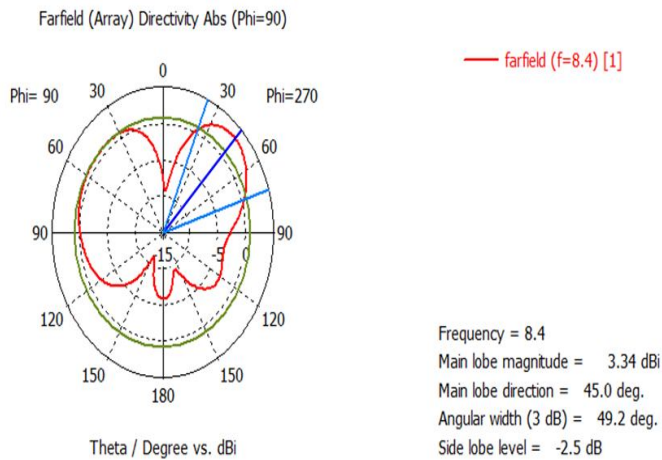 Farfield (Array) Directivity Abs (Phi=90)
farfield (f=8.4) [1]
0
Phi= 90 30 30 Phi=270
60 60
90 -15 -5 0 90
120 120
150 150
180
Theta / Degree vs. dBi
Frequency = 8.4
Main lobe magnitude = 3.34 dBi
Main lobe direction = 45.0 deg.
Angular width (3 dB) = 49.2 deg.
Side lobe level = -2.5 dB